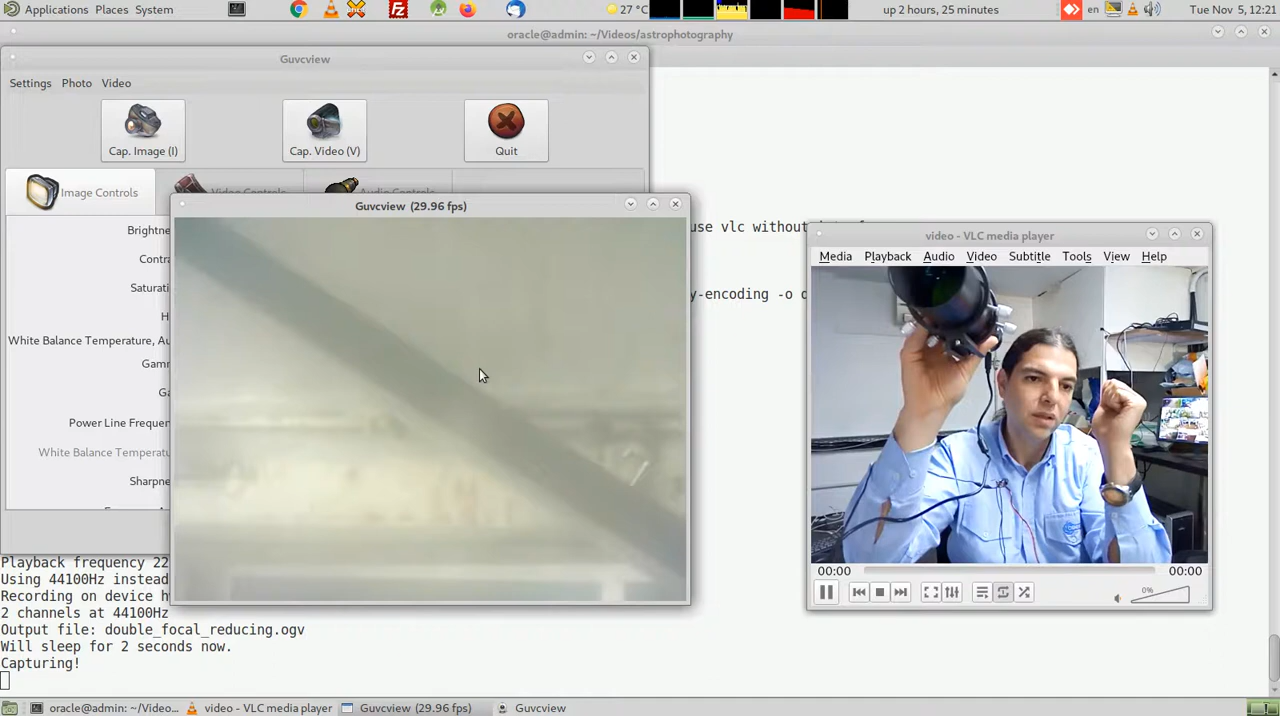 Applications Places System
27 °C
up 2 hours, 25 minutes
en
Tue Nov 5, 12:21
oracle@admin: ~/Videos/astrophotography
Guvcview
Settings Photo Video
Cap. Image (I)
Cap. Video (V)
Quit
Image Controls
Video Controls
Audio Controls
Guvcview (29.96 fps)
Brightne
Contra
Saturati
H
White Balance Temperature, Au
Gamm
Ga
Power Line Frequen
White Balance Temperatu
Sharpne
use vlc without
y-encoding -o
video - VLC media player
Media Playback Audio Video Subtitle Tools View Help
00:00
00:00
0%
Playback frequency 22
Using 44100Hz instead
Recording on device h
2 channels at 44100Hz
Output file: double_focal_reducing.ogv
Will sleep for 2 seconds now.
Capturing!
oracle@admin: ~/Video...
video - VLC media player
Guvcview (29.96 fps)
Guvcview